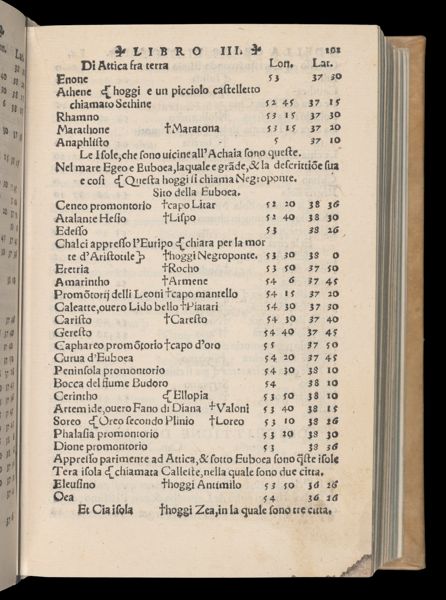 LIBRO III. 101
Di Attica fra terra Lon. Lat.
Enone 53 37 30
Athene {hoggi e un picciolo castelletto
chiamato Sethine 52 45 37 15
Rhamno 53 15 37 30
Marathone †Maratona 53 15 37 20
Anaphlisto 5 37 10
Le Isole, che sono uicine all'Achaia sono queste.
Nel mare Egeo e Euboea, laquale e grãde, & la descrittiõe sua
e cosi {Questa hoggi si chiama Negroponte.
Sito della Euboea.
Ceneo promontorio †capo Litar 52 20 38 36
Atalante Hesio †Lispo 52 40 38 30
Edesso 53 38 26
Chalci appresso l'Euripo {chiara per la mor
te d'Aristotile} †hoggi Negroponte. 53 30 38 0
Eretria †Rocho 53 50 37 50
Amarintho †Armene 54 6 37 45
Promõtorij delli Leoni †capo mantello 54 15 37 20
Caleatte, ouero Lido bello †Platari 54 30 37 30
Caristo †Caresto 54 30 37 40
Geresto 54 40 37 45
Caphareo promõtorio †capo d'oro 55 37 50
Curua d'Euboea 54 20 37 45
Peninsola promontorio 54 30 38 10
Bocca del fiume Budoro 54 38 10
Cerintho {Ellopia 53 50 38 10
Artemide, ouero Fano di Diana †Valoni 53 40 38 15
Soreo {Oreo secondo Plinio †Loreo 53 10 38 26
Phalasia promontorio 53 20 38 30
Dione promontorio 53 38 36
Appresso parimente ad Attica, & sotto Euboea sono q̃ste isole
Tera isola {chiamata Calleste, nella quale sono due citta.
Eleusino †hoggi Antimilo 53 50 36 26
Oea 54 36 26
Et Cia isola †hoggi Zea, in la quale sono tre citta.